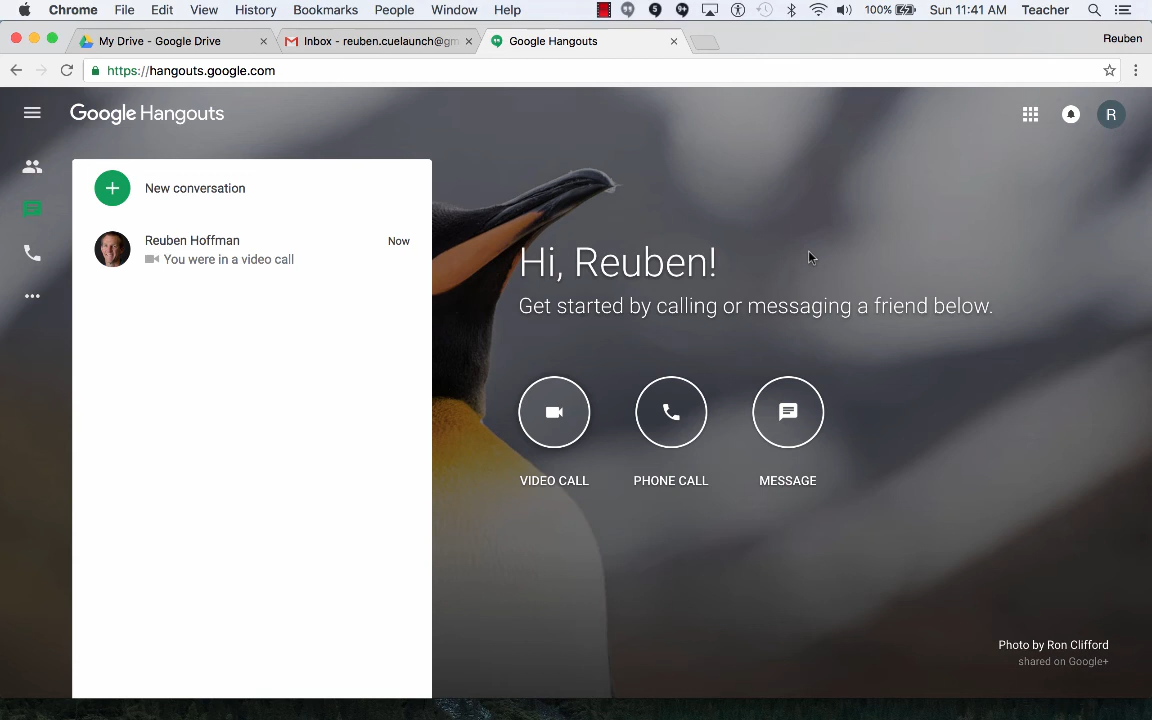 Chrome File Edit View History Bookmarks People Window Help 5 9+ 100% Sun 11:41 AM Teacher
My Drive - Google Drive Inbox - reuben.cuelaunch@gm Google Hangouts Reuben
https://hangouts.google.com
Google Hangouts R
New conversation
Reuben Hoffman Now
You were in a video call
Hi, Reuben!
Get started by calling or messaging a friend below.
VIDEO CALL PHONE CALL MESSAGE
Photo by Ron Clifford
shared on Google+